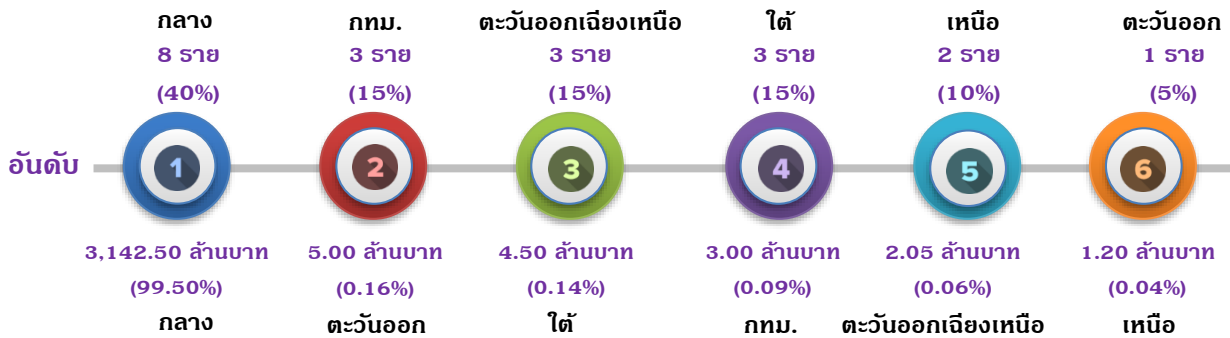 กลาง กทม. ตะวันออกเฉียงเหนือ ใต้ เหนือ ตะวันออก
8 ราย 3 ราย 3 ราย 3 ราย 2 ราย 1 ราย
(40%) (15%) (15%) (15%) (10%) (5%)
อันดับ 1 2 3 4 5 6
3,142.50 ล้านบาท 5.00 ล้านบาท 4.50 ล้านบาท 3.00 ล้านบาท 2.05 ล้านบาท 1.20 ล้านบาท
(99.50%) (0.16%) (0.14%) (0.09%) (0.06%) (0.04%)
กลาง ตะวันออก ใต้ กทม. ตะวันออกเฉียงเหนือ เหนือ